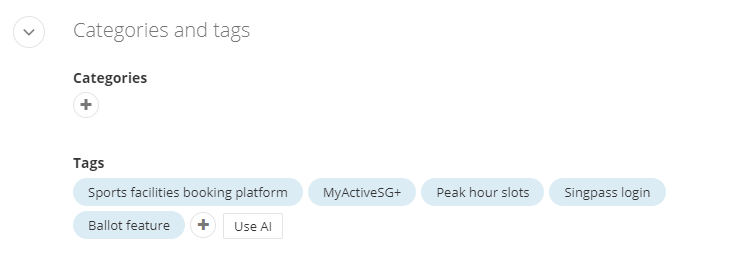 Categories and tags
Categories
Tags
Sports facilities booking platform MyActiveSG+ Peak hour slots Singpass login
Ballot feature Use AI